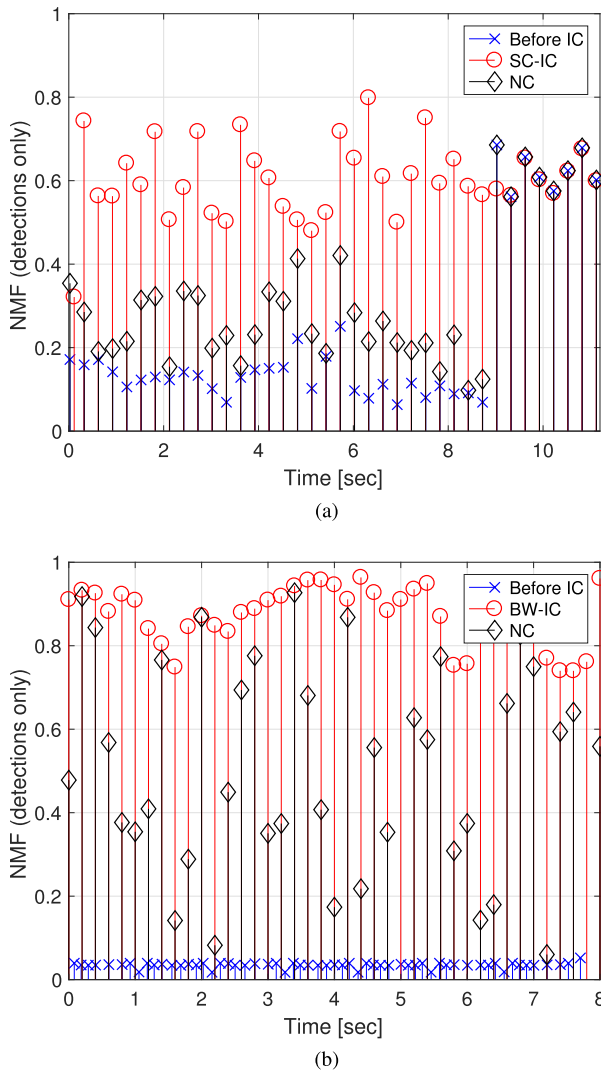 1
Before IC
SC-IC
NC
0.8
0.6
0.4
0.2
0
NMF (detections only)
0 2 4 6 8 10
Time [sec]
(a)
1
Before IC
BW-IC
NC
0.8
0.6
0.4
0.2
0
NMF (detections only)
0 1 2 3 4 5 6 7 8
Time [sec]
(b)